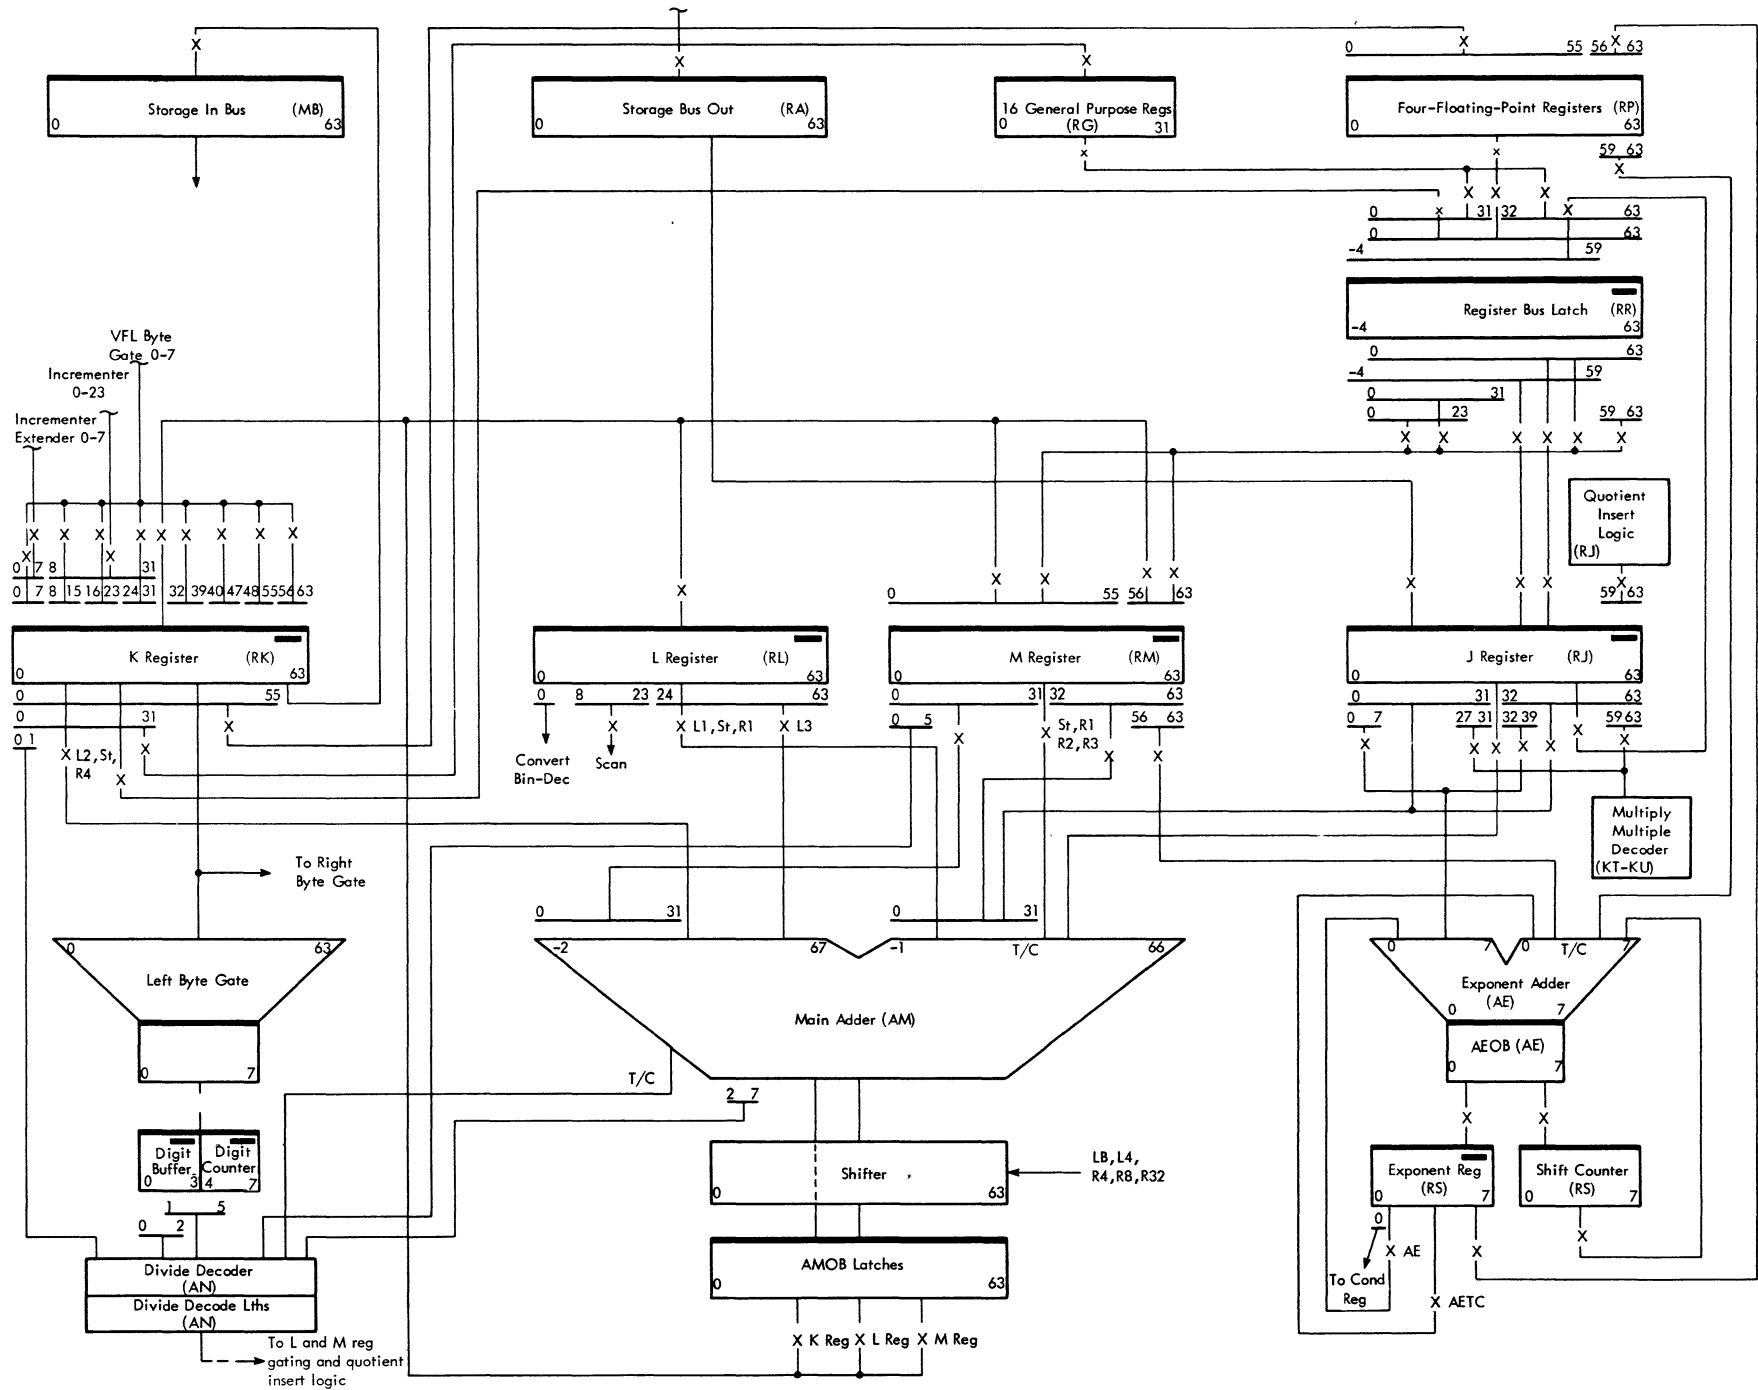 0 55 56 63
Storage In Bus (MB)
0 63
Storage Bus Out (RA)
0 63
16 General Purpose Regs
0 (RG) 31
Four-Floating-Point Registers (RP)
0 63
59 63
0 31 32 63
0 63
-4 59
Register Bus Latch (RR)
-4 63
0 63
-4 59
0 31
0 23 59 63
VFL Byte
Gate 0-7
Incrementer
0-23
Incrementer
Extender 0-7
Quotient
Insert
Logic
(RJ)
59 63
0 7 8 31
0 7 8 15 16 23 24 31 32 39 40 47 48 55 56 63
0 55 56 63
K Register (RK)
0 63
L Register (RL)
0 63
M Register (RM)
0 63
J Register (RJ)
0 63
0 55
0 31
0 1
L2,St,
R4
0 8 23 24 63
L1,St,R1
L3
Convert
Bin-Dec
Scan
0 31 32 63
0 5
St,R1
R2,R3
56 63
0 31 32 63
0 7 27 31 32 39 59 63
Multiply
Multiple
Decoder
(KT-KU)
To Right
Byte Gate
0 31
0 31
0 63
Left Byte Gate
0 7
-2 67 -1 T/C 66
Main Adder (AM)
0 7 0 T/C 7
Exponent Adder
(AE)
0 7
AEOB (AE)
0 7
T/C
2 7
Digit
Buffer
0 3
Digit
Counter
4 7
1 5
0 2
Shifter
0 63
LB,L4,
R4,R8,R32
Exponent Reg
(RS)
0 7
Shift Counter
(RS)
0 7
0
AE
To Cond
Reg
AETC
Divide Decoder
(AN)
Divide Decode Lths
(AN)
AMOB Latches
0 63
K Reg L Reg M Reg
To L and M reg
gating and quotient
insert logic